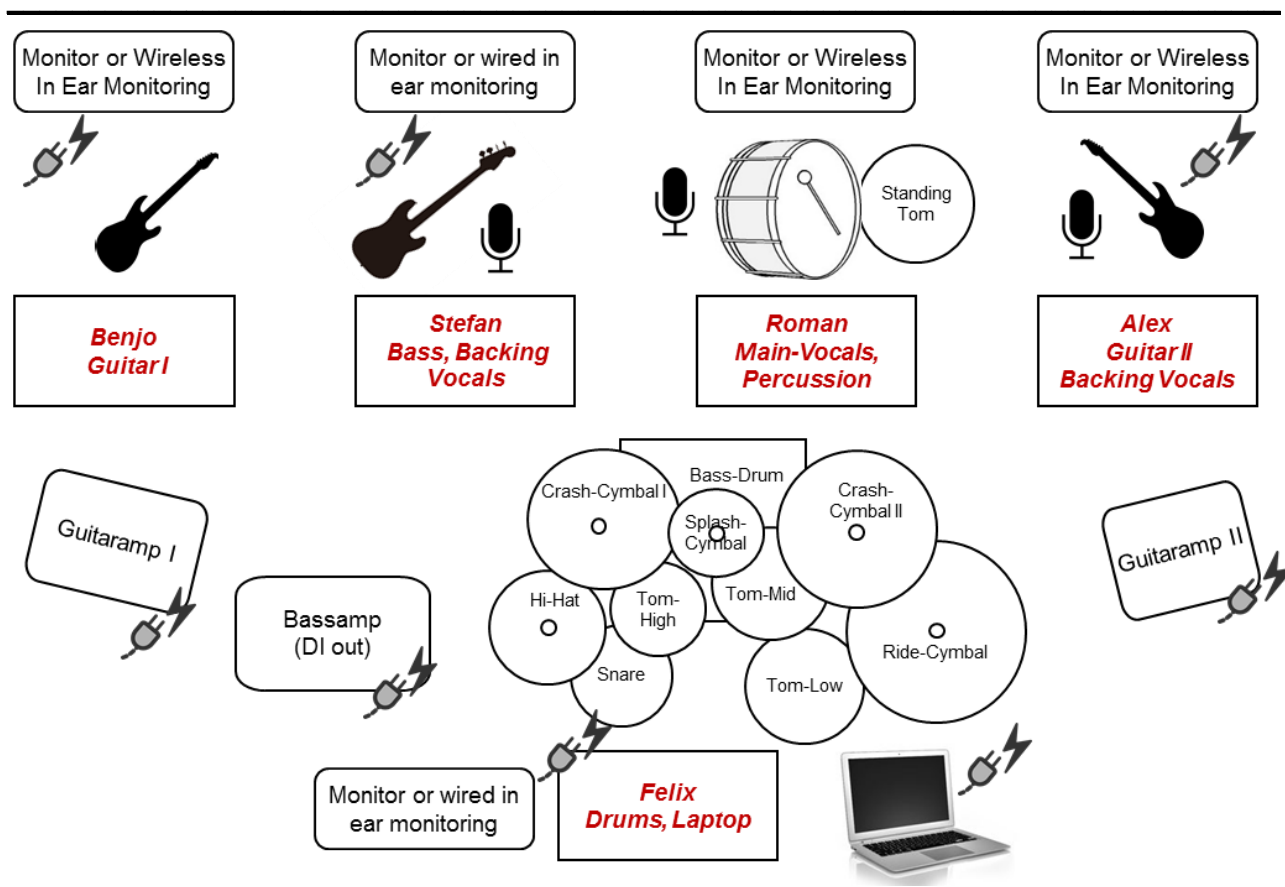 Monitor or Wireless
In Ear Monitoring
Monitor or wired in
ear monitoring
Monitor or Wireless
In Ear Monitoring
Monitor or Wireless
In Ear Monitoring
Standing
Tom
Benjo
Guitar I
Stefan
Bass, Backing
Vocals
Roman
Main-Vocals,
Percussion
Alex
Guitar II
Backing Vocals
Guitaramp I
Bassamp
(DI out)
Bass-Drum
Crash-Cymbal I
Splash-
Cymbal
Crash-
Cymbal II
Hi-Hat
Tom-
High
Tom-Mid
Ride-Cymbal
Snare
Tom-Low
Guitaramp II
Monitor or wired in
ear monitoring
Felix
Drums, Laptop